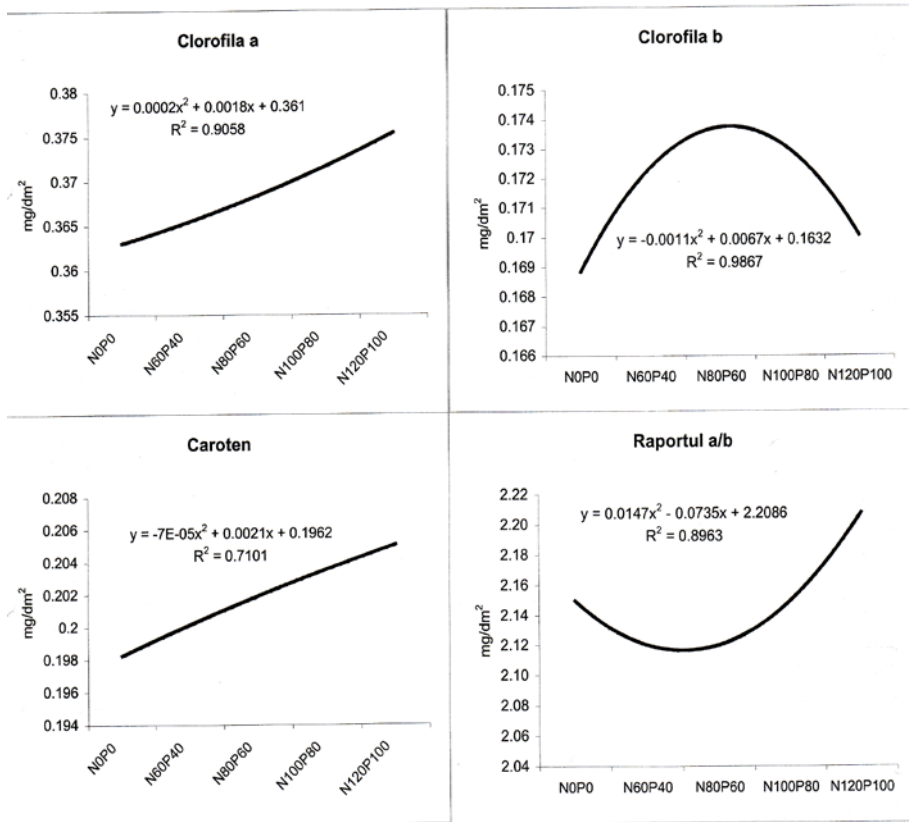 Clorofila a
0.38
0.375
0.37
0.365
0.36
0.355
mg/dm²
y = 0.0002x² + 0.0018x + 0.361
R² = 0.9058
N0P0
N60P40
N80P60
N100P80
N120P100
Clorofila b
0.175
0.174
0.173
0.172
0.171
0.17
0.169
0.168
0.167
0.166
mg/dm²
y = -0.0011x² + 0.0067x + 0.1632
R² = 0.9867
N0P0 N60P40 N80P60 N100P80 N120P100
Caroten
0.208
0.206
0.204
0.202
0.2
0.198
0.196
0.194
mg/dm²
y = -7E-05x² + 0.0021x + 0.1962
R² = 0.7101
N0P0
N60P40
N80P60
N100P80
N120P100
Raportul a/b
2.22
2.20
2.18
2.16
2.14
2.12
2.10
2.08
2.06
2.04
mg/dm²
y = 0.0147x² - 0.0735x + 2.2086
R² = 0.8963
N0P0 N60P40 N80P60 N100P80 N120P100